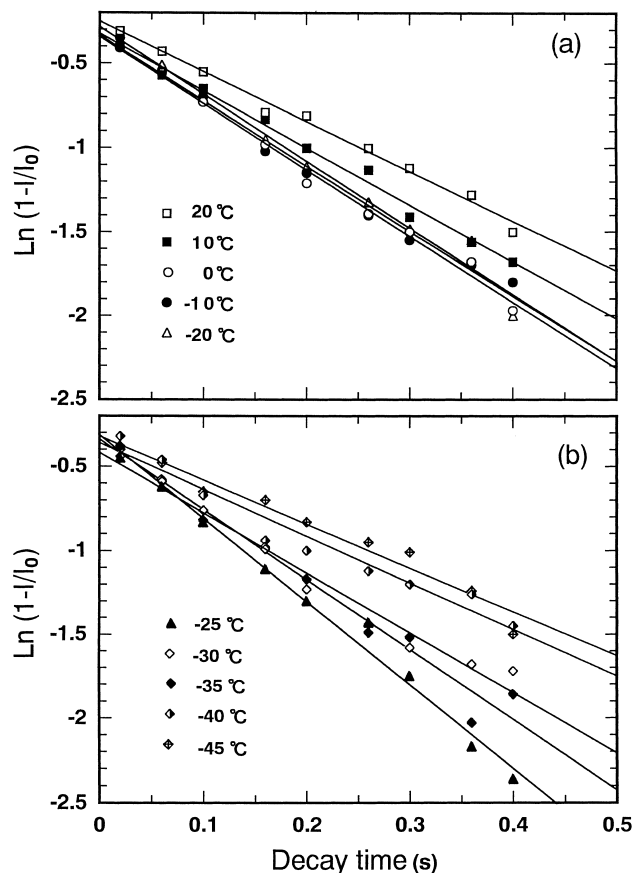 (a)
-0.5
-1
-1.5
-2
-2.5
Ln (1-I/I0)
20 °C
10 °C
0 °C
-10 °C
-20 °C
(b)
-0.5
-1
-1.5
-2
-2.5
Ln (1-I/I0)
-25 °C
-30 °C
-35 °C
-40 °C
-45 °C
0 0.1 0.2 0.3 0.4 0.5
Decay time (s)